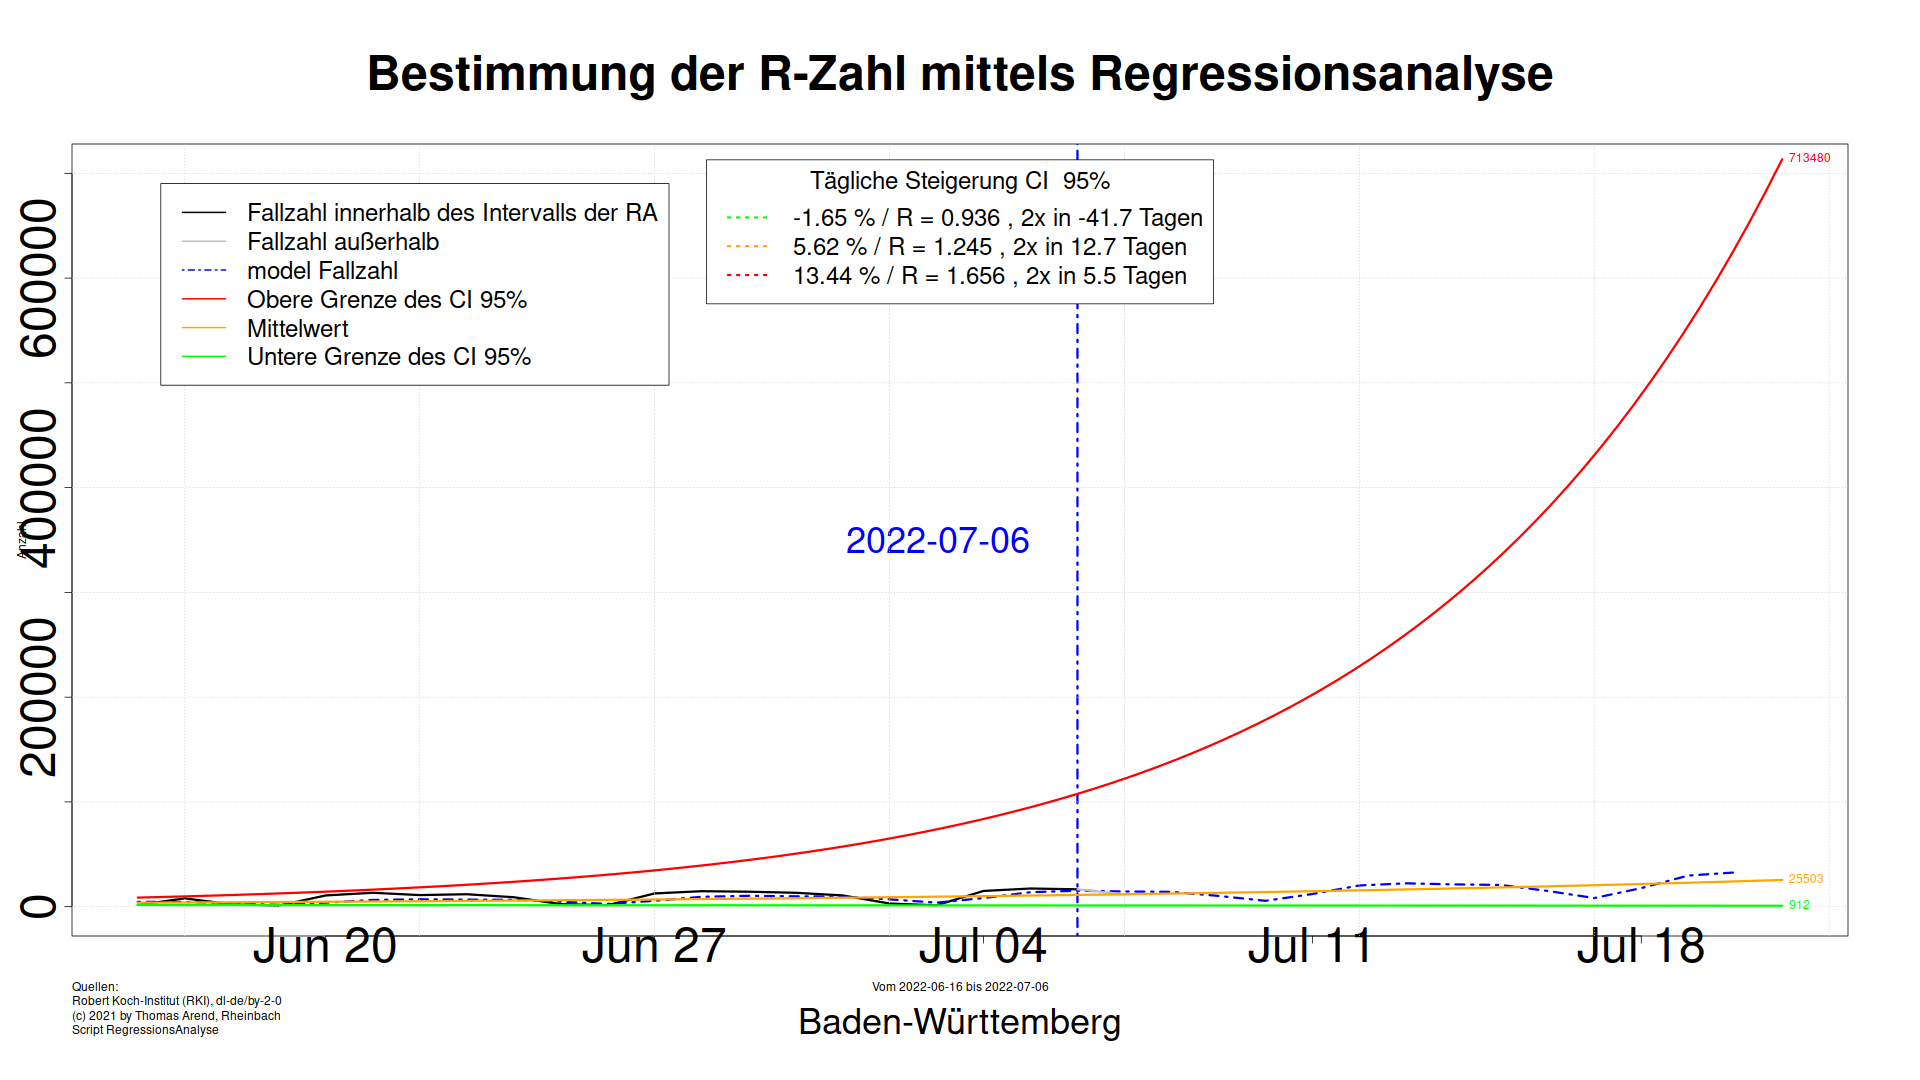 Bestimmung der R-Zahl mittels Regressionsanalyse
Fallzahl innerhalb des Intervalls der RA
Fallzahl außerhalb
model Fallzahl
Obere Grenze des CI 95%
Mittelwert
Untere Grenze des CI 95%
Tägliche Steigerung CI 95%
-1.65 % / R = 0.936 , 2x in -41.7 Tagen
5.62 % / R = 1.245 , 2x in 12.7 Tagen
13.44 % / R = 1.656 , 2x in 5.5 Tagen
713480
600000
400000
200000
0
Anzahl
2022-07-06
25503
912
Jun 20
Jun 27
Jul 04
Jul 11
Jul 18
Quellen:
Robert Koch-Institut (RKI), dl-de/by-2-0
(c) 2021 by Thomas Arend, Rheinbach
Script RegressionsAnalyse
Vom 2022-06-16 bis 2022-07-06
Baden-Württemberg